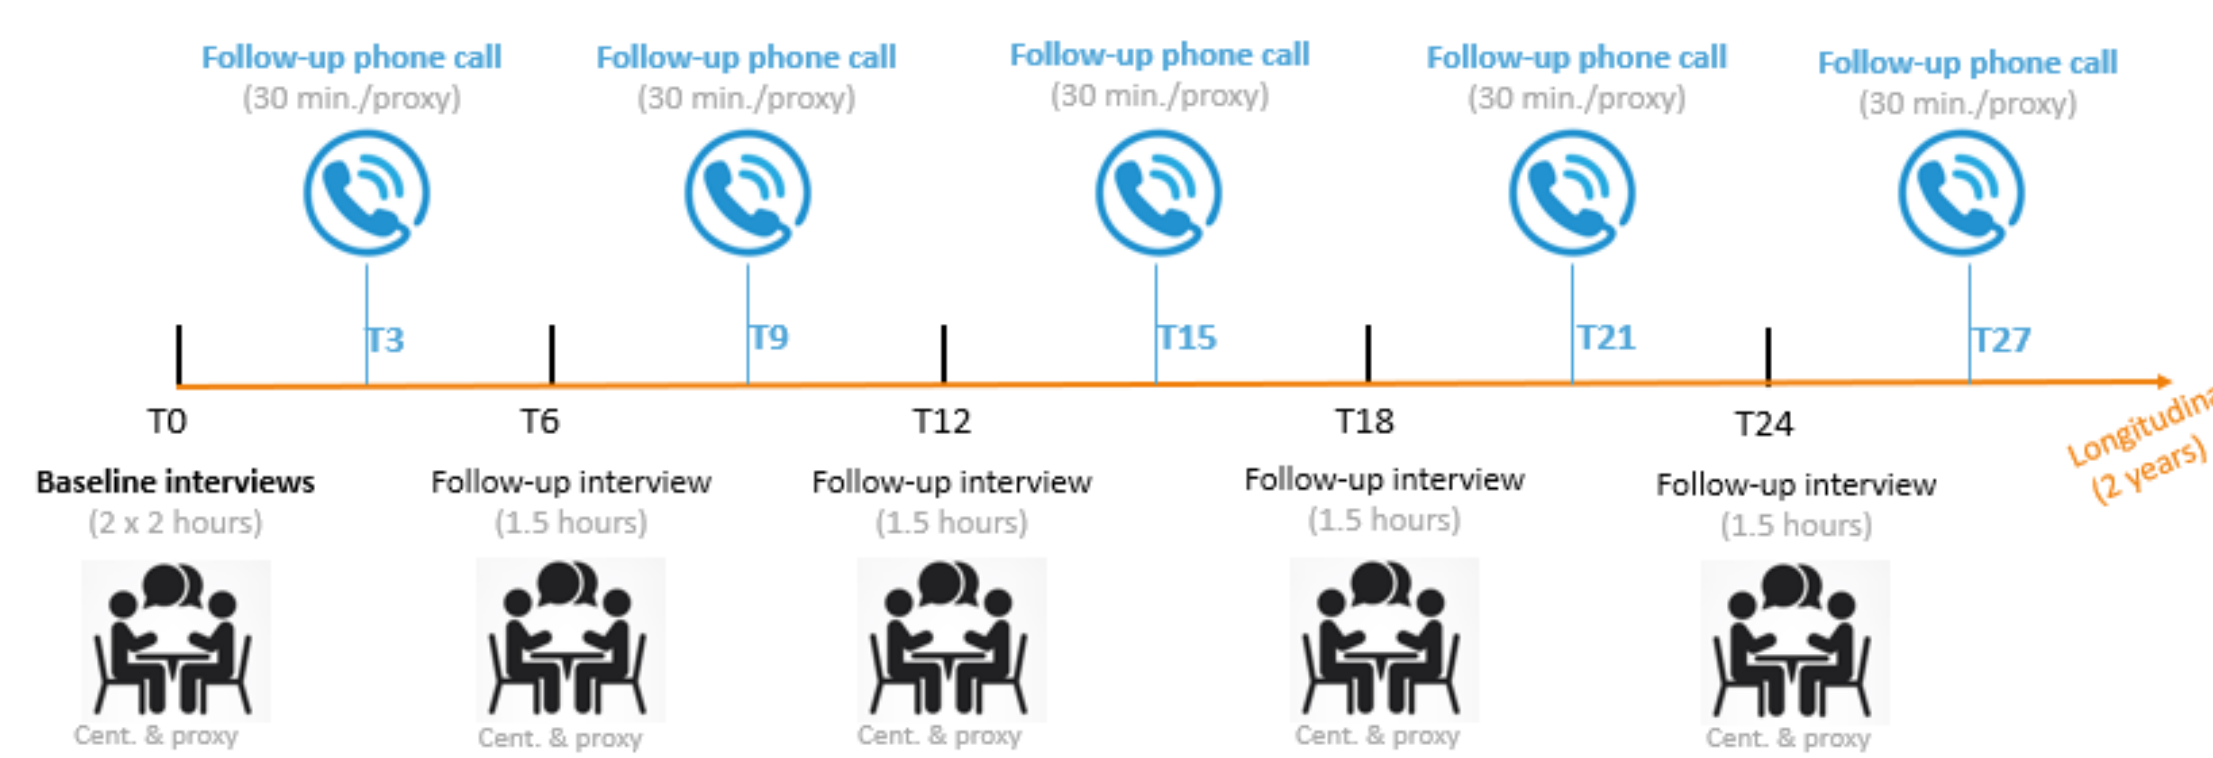 Follow-up phone call
(30 min./proxy)
Follow-up phone call
(30 min./proxy)
Follow-up phone call
(30 min./proxy)
Follow-up phone call
(30 min./proxy)
Follow-up phone call
(30 min./proxy)
T3
T9
T15
T21
T27
T0
T6
T12
T18
T24
Longitudina
(2 years)
Baseline interviews
(2 x 2 hours)
Cent. & proxy
Follow-up interview
(1.5 hours)
Cent. & proxy
Follow-up interview
(1.5 hours)
Cent. & proxy
Follow-up interview
(1.5 hours)
Cent. & proxy
Follow-up interview
(1.5 hours)
Cent. & proxy